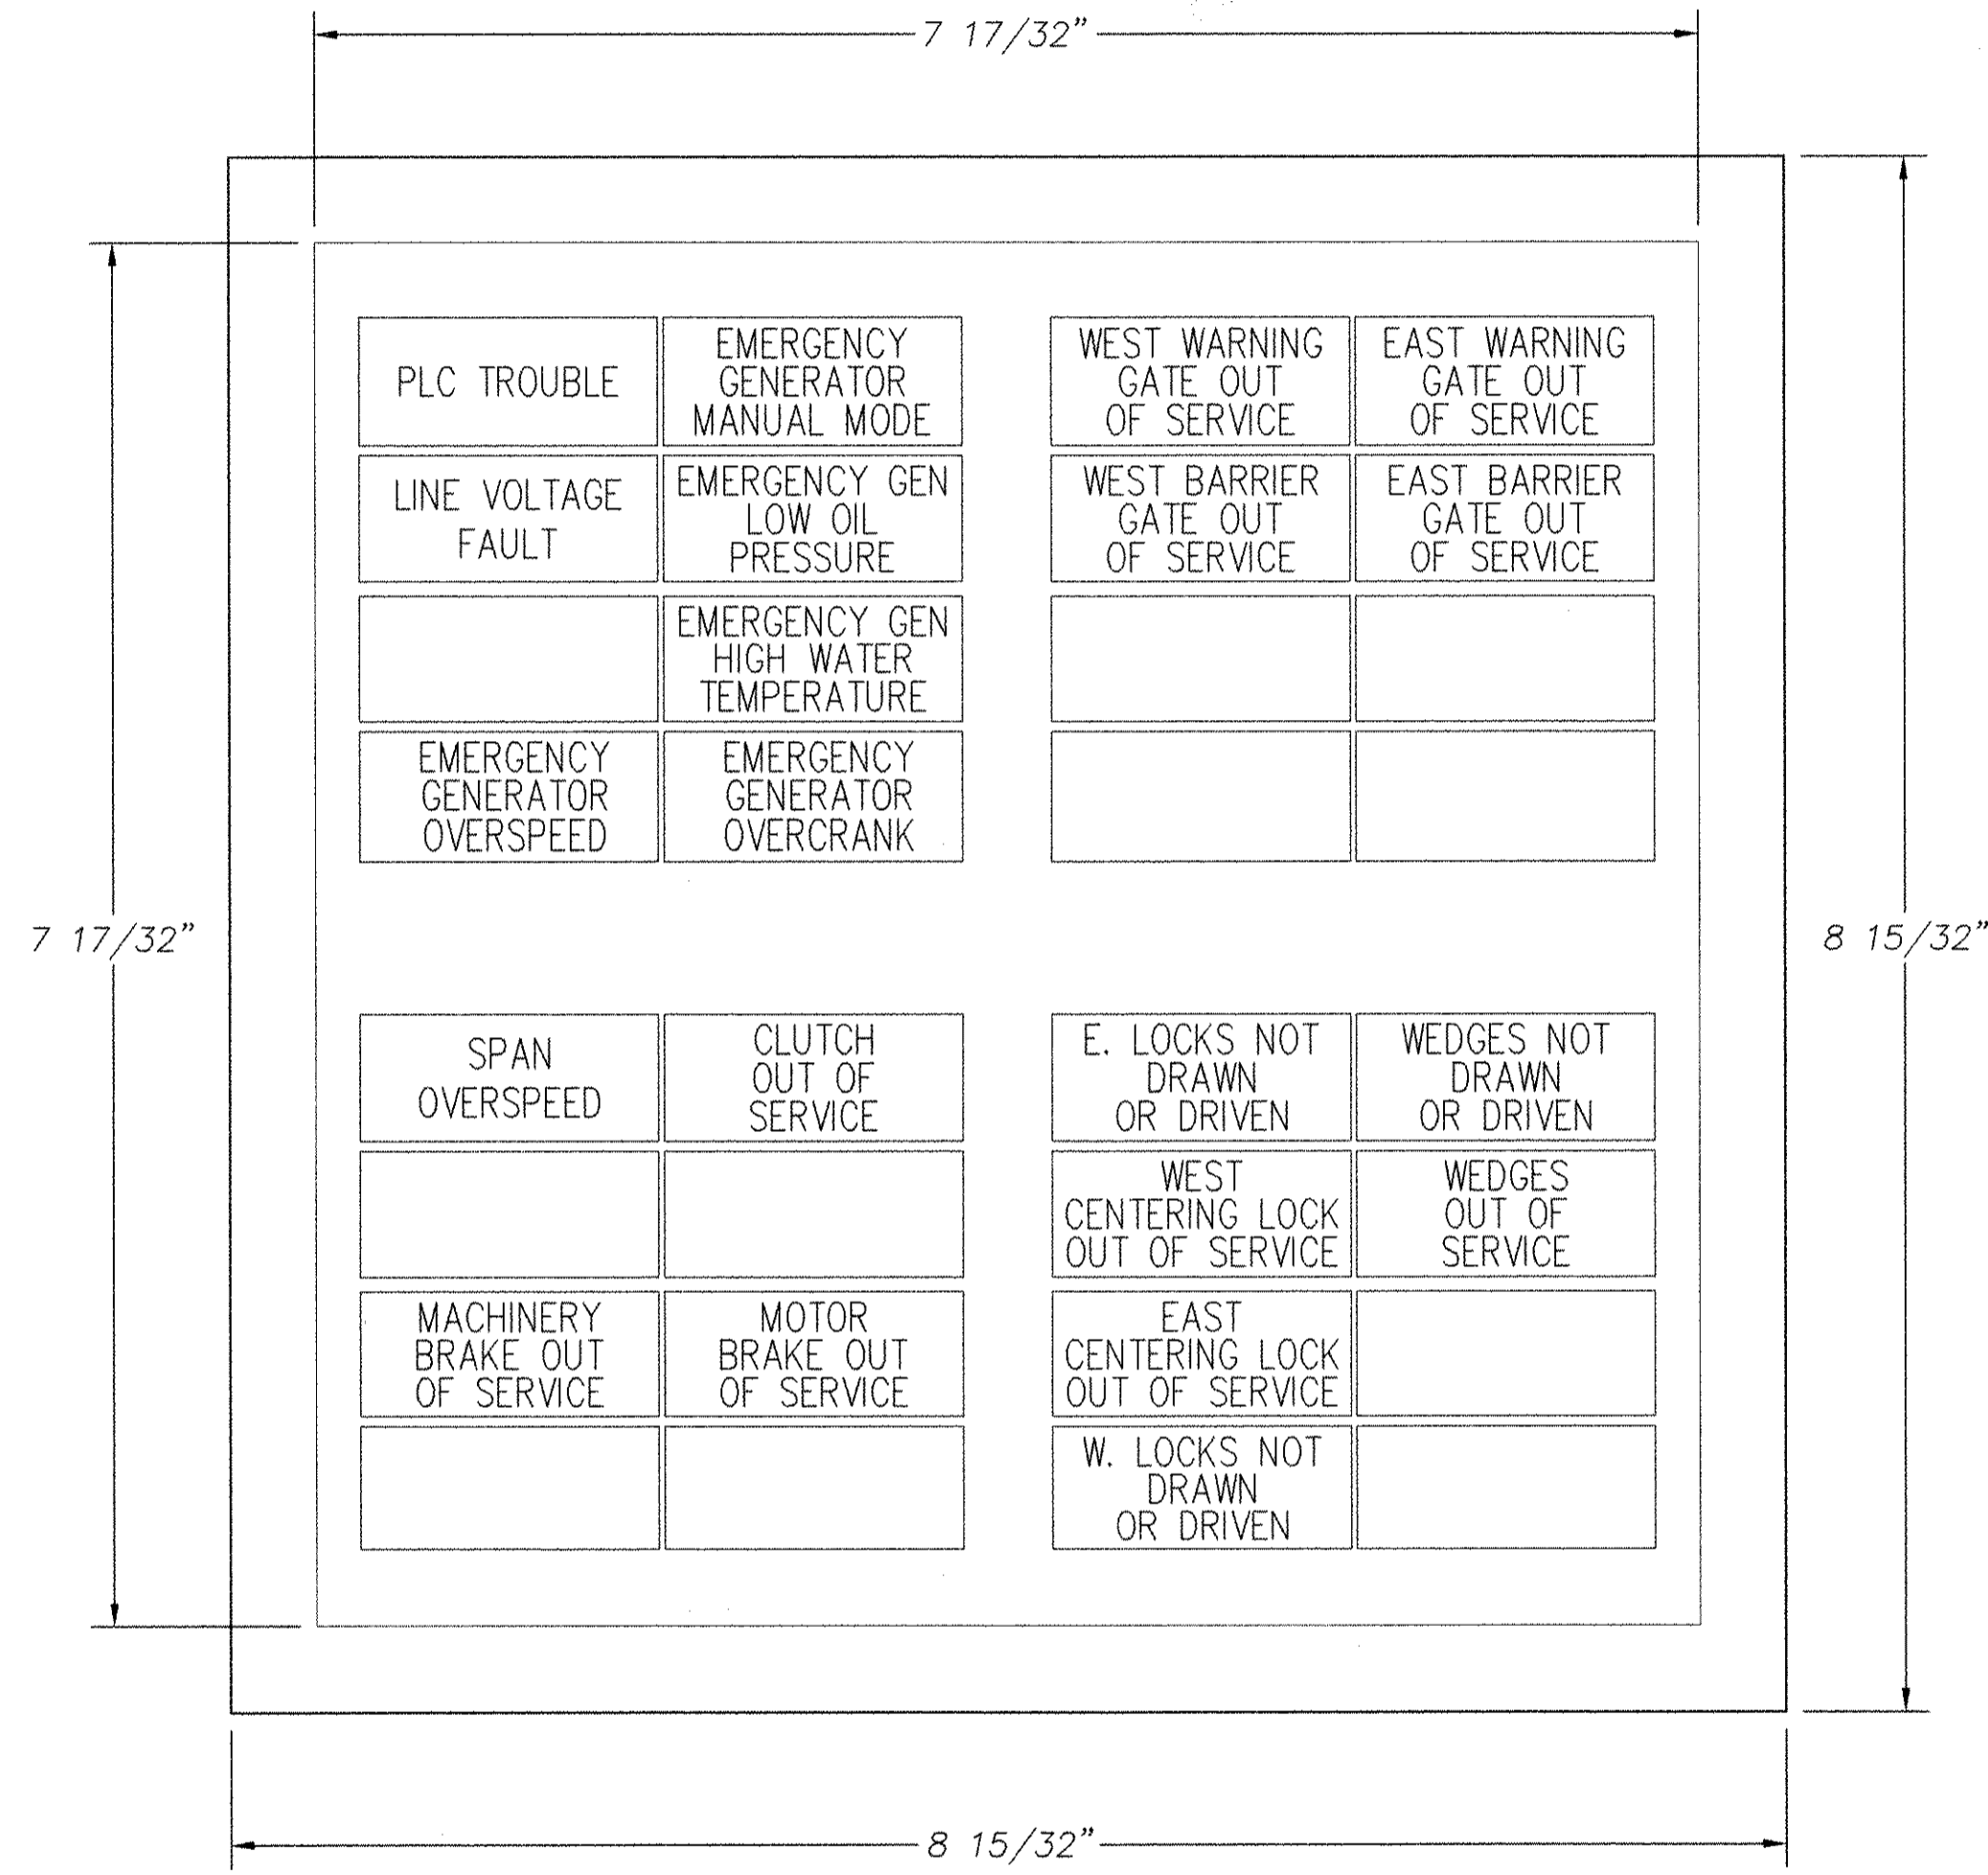 7 17/32"
PLC TROUBLE
EMERGENCY
GENERATOR
MANUAL MODE
WEST WARNING
GATE OUT
OF SERVICE
EAST WARNING
GATE OUT
OF SERVICE
LINE VOLTAGE
FAULT
EMERGENCY GEN
LOW OIL
PRESSURE
WEST BARRIER
GATE OUT
OF SERVICE
EAST BARRIER
GATE OUT
OF SERVICE
EMERGENCY GEN
HIGH WATER
TEMPERATURE
EMERGENCY
GENERATOR
OVERSPEED
EMERGENCY
GENERATOR
OVERCRANK
7 17/32"
8 15/32"
SPAN
OVERSPEED
CLUTCH
OUT OF
SERVICE
E. LOCKS NOT
DRAWN
OR DRIVEN
WEDGES NOT
DRAWN
OR DRIVEN
WEST
CENTERING LOCK
OUT OF SERVICE
WEDGES
OUT OF
SERVICE
MACHINERY
BRAKE OUT
OF SERVICE
MOTOR
BRAKE OUT
OF SERVICE
EAST
CENTERING LOCK
OUT OF SERVICE
W. LOCKS NOT
DRAWN
OR DRIVEN
8 15/32"